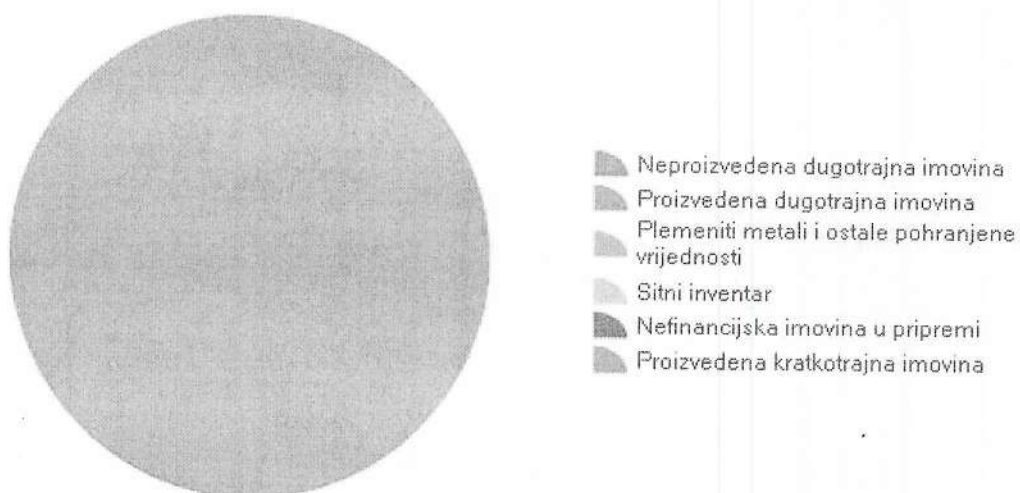 Neproizvedena dugotrajna imovina
Proizvedena dugotrajna imovina
Plemeniti metali i ostale pohranjene
vrijednosti
Sitni inventar
Nefinancijska imovina u pripremi
Proizvedena kratkotrajna imovina